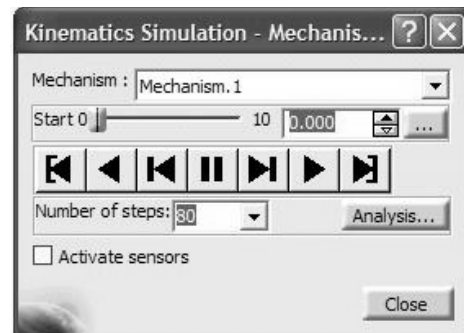 Kinematics Simulation - Mechanis...
Mechanism : Mechanism.1
Start 0 10 0.000 ...
Number of steps: 80 Analysis...
Activate sensors
Close